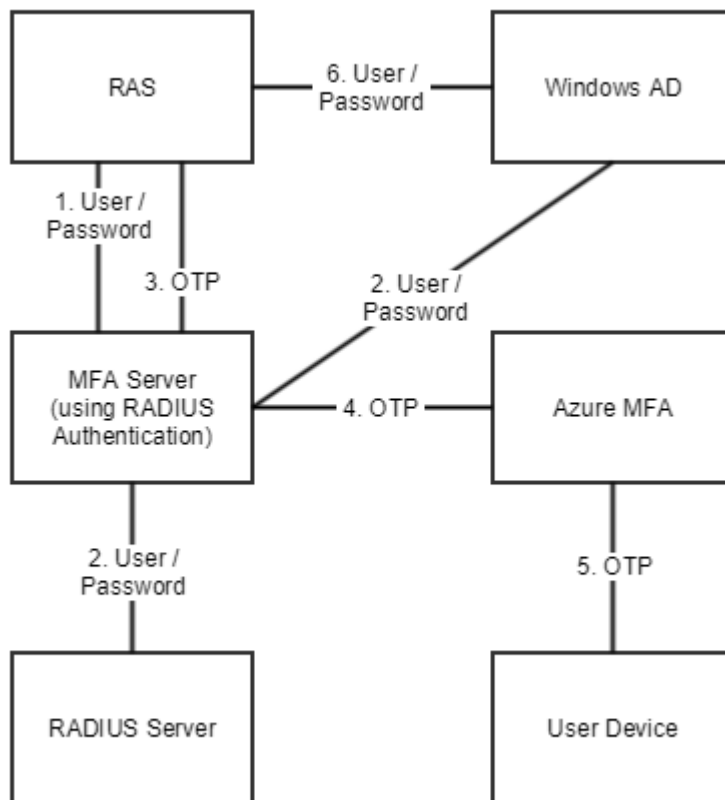 RAS
6. User /
Password
Windows AD
1. User /
Password
3. OTP
2. User /
Password
MFA Server
(using RADIUS
Authentication)
4. OTP
Azure MFA
2. User /
Password
5. OTP
RADIUS Server
User Device